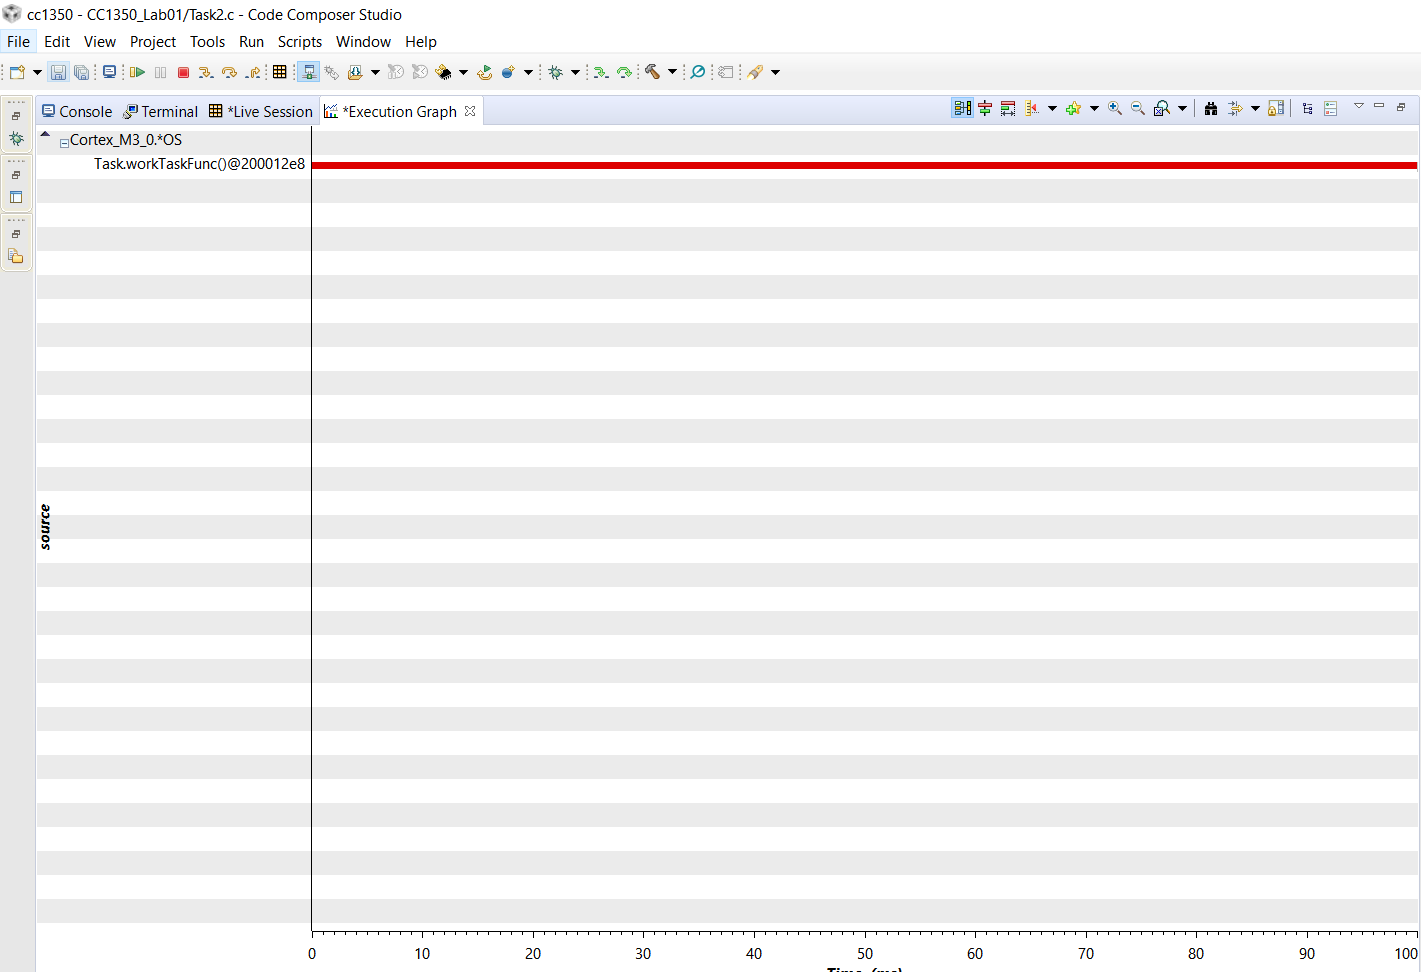 cc1350 - CC1350_Lab01/Task2.c - Code Composer Studio
File Edit View Project Tools Run Scripts Window Help
Console Terminal *Live Session *Execution Graph
Cortex_M3_0.*OS
Task.workTaskFunc()@200012e8
source
0 10 20 30 40 50 60 70 80 90 100
Time (ms)